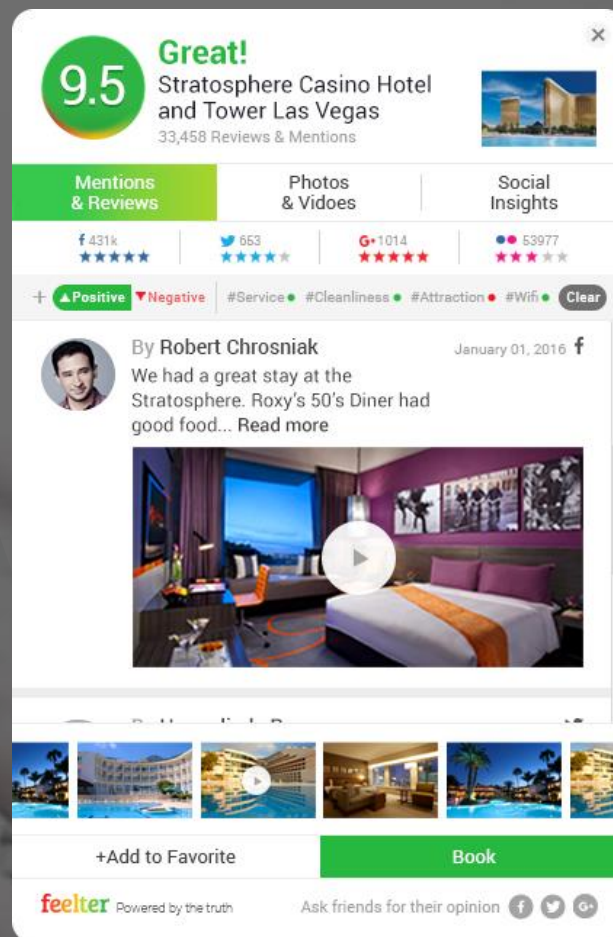 9.5
Great!
Stratosphere Casino Hotel
and Tower Las Vegas
33,458 Reviews & Mentions
Mentions
& Reviews
Photos
& Vidoes
Social
Insights
431k
653
G+ 1014
53977
+ Positive Negative #Service #Cleanliness #Attraction #Wifi Clear
By Robert Chrosniak
January 01, 2016
We had a great stay at the
Stratosphere. Roxy's 50's Diner had
good food... Read more
By
+Add to Favorite
Book
feelter Powered by the truth
Ask friends for their opinion
G+